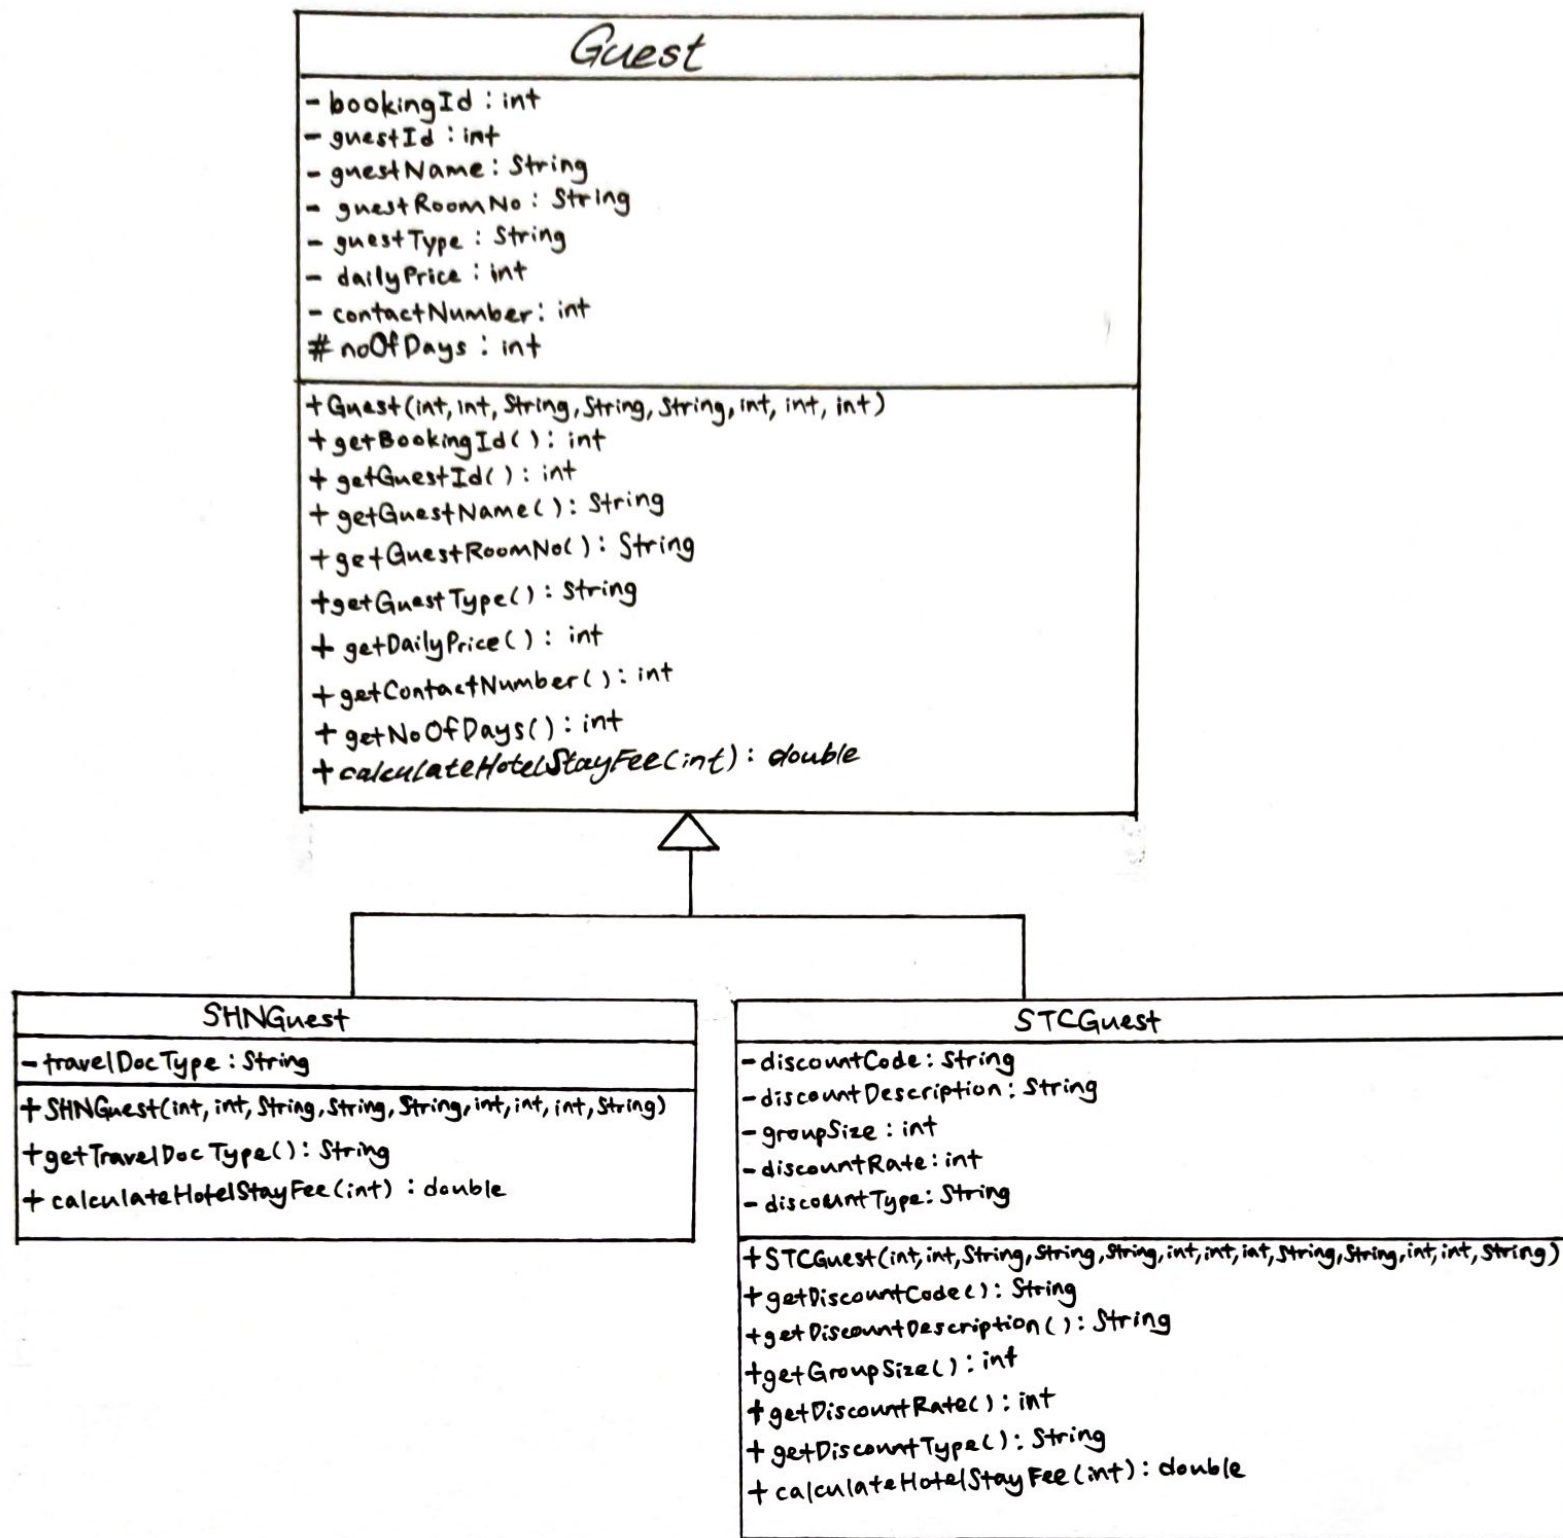 Guest
- bookingId : int
- guestId : int
- guestName : String
- guestRoomNo : String
- guestType : String
- dailyPrice : int
- contactNumber : int
# noOfDays : int
+ Guest(int, int, String, String, String, int, int, int)
+ getBookingId( ) : int
+ getGuestId( ) : int
+ getGuestName( ) : String
+ getGuestRoomNo( ) : String
+ getGuestType( ) : String
+ getDailyPrice( ) : int
+ getContactNumber( ) : int
+ getNoOfDays( ) : int
+ calculateHotelStayFee(int) : double
SHNGuest
- travelDocType : String
+ SHNGuest(int, int, String, String, String, int, int, int, String)
+ getTravelDocType( ) : String
+ calculateHotelStayFee(int) : double
STCGuest
- discountCode : String
- discountDescription : String
- groupSize : int
- discountRate : int
- discountType : String
+ STCGuest(int, int, String, String, String, int, int, int, String, String, int, int, String)
+ getDiscountCode( ) : String
+ getDiscountDescription( ) : String
+ getGroupSize( ) : int
+ getDiscountRate( ) : int
+ getDiscountType( ) : String
+ calculateHotelStayFee(int) : double